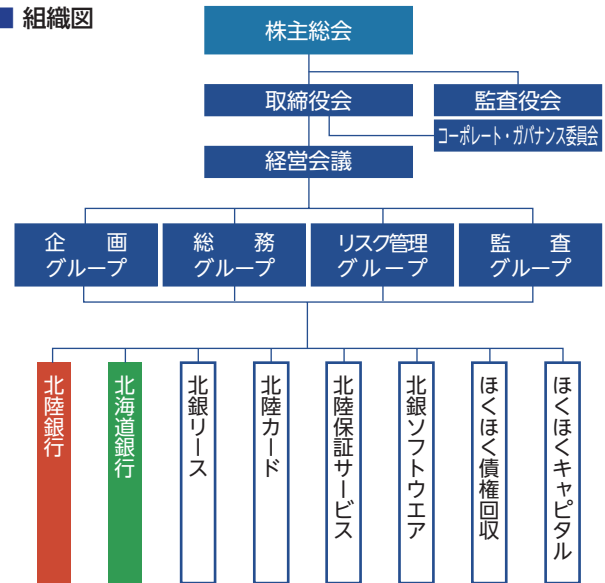 ■ 組織図
株主総会
取締役会
監査役会
コーポレート・ガバナンス委員会
経営会議
企画
グループ
総務
グループ
リスク管理
グループ
監査
グループ
北陸銀行
北海道銀行
北銀リース
北陸カード
北陸保証サービス
北銀ソフトウエア
ほくほく債権回収
ほくほくキャピタル